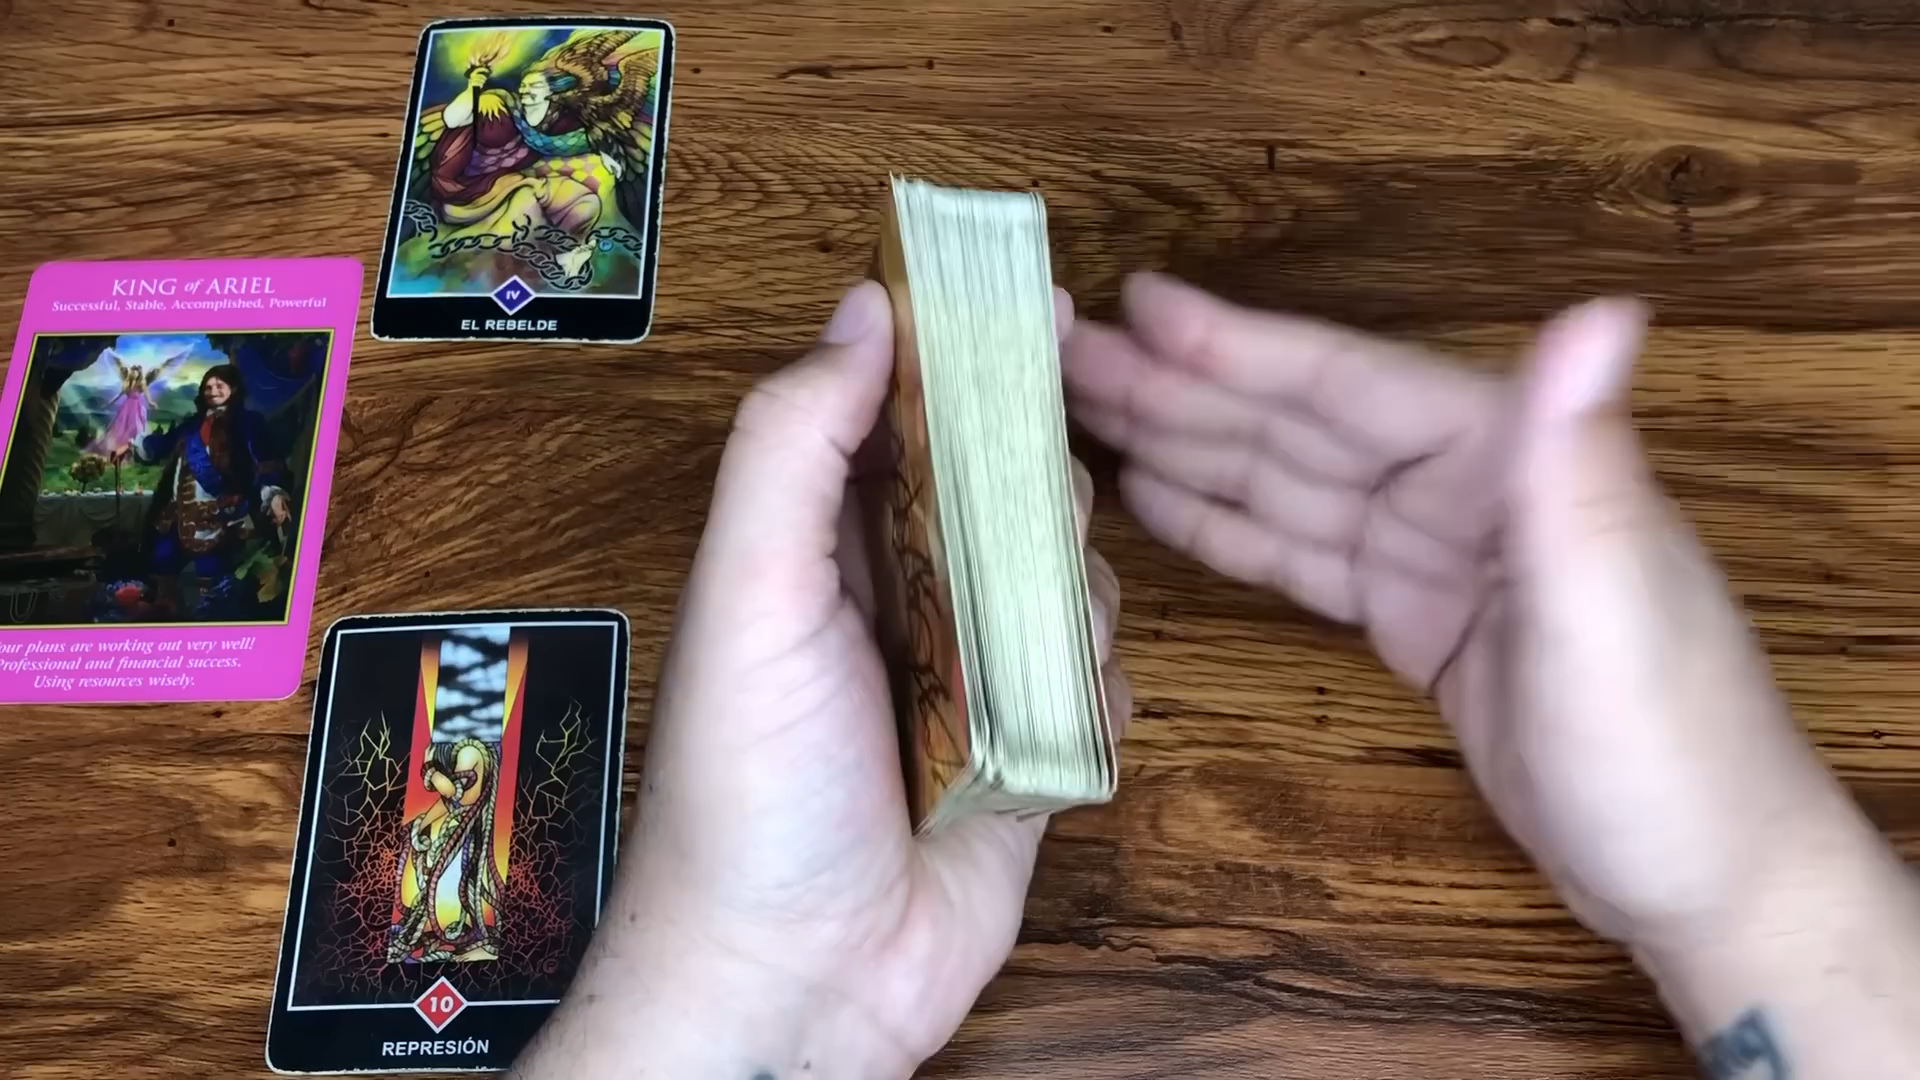 IV
EL REBELDE
KING of ARIEL
Successful, Stable, Accomplished, Powerful
our plans are working out very well!
Professional and financial success.
Using resources wisely.
10
REPRESIÓN